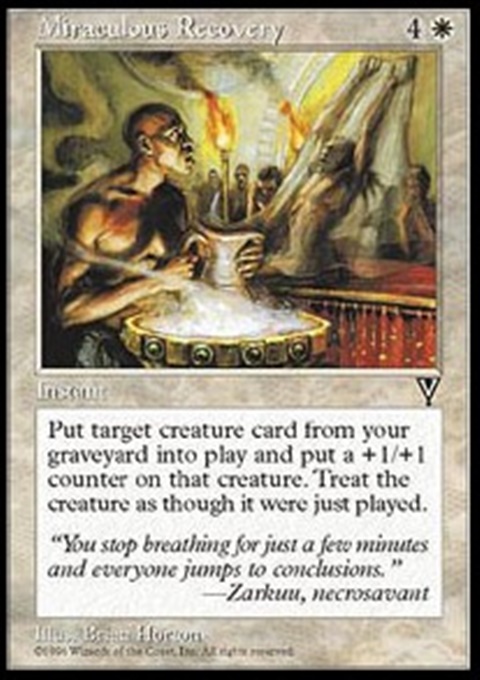 Miraculous Recovery 4
Instant
Put target creature card from your
graveyard into play and put a +1/+1
counter on that creature. Treat the
creature as though it were just played.
"You stop breathing for just a few minutes
and everyone jumps to conclusions."
—Zarkuu, necrosavant
Illus. Brian Horton
©1996 Wizards of the Coast, Inc. All rights reserved.